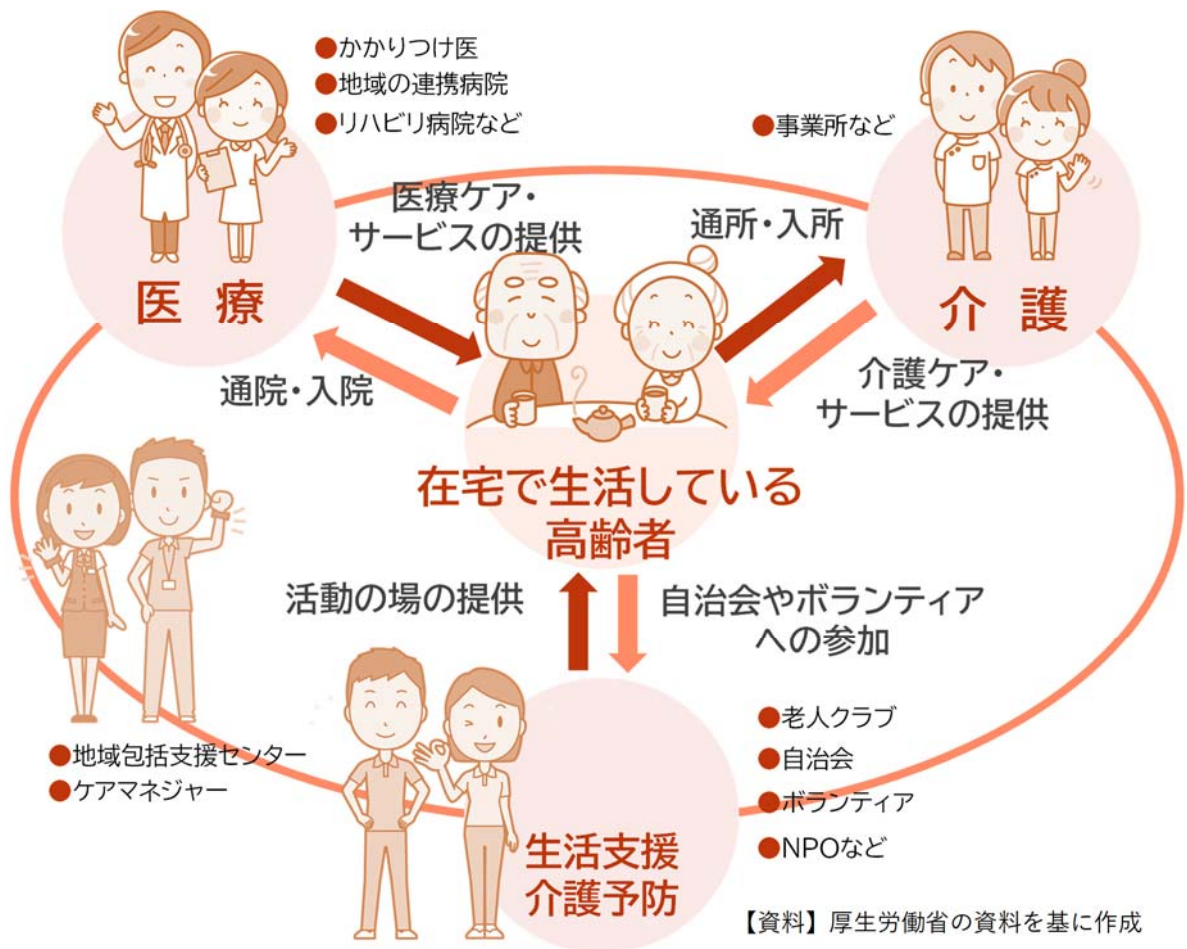 ●かかりつけ医
●地域の連携病院
●リハビリ病院など
●事業所など
医療ケア・
サービスの提供
通所・入所
医療
介護
通院・入院
介護ケア・
サービスの提供
在宅で生活している
高齢者
活動の場の提供
自治会やボランティア
への参加
●地域包括支援センター
●ケアマネジャー
●老人クラブ
●自治会
●ボランティア
●NPOなど
生活支援
介護予防
【資料】厚生労働省の資料を基に作成